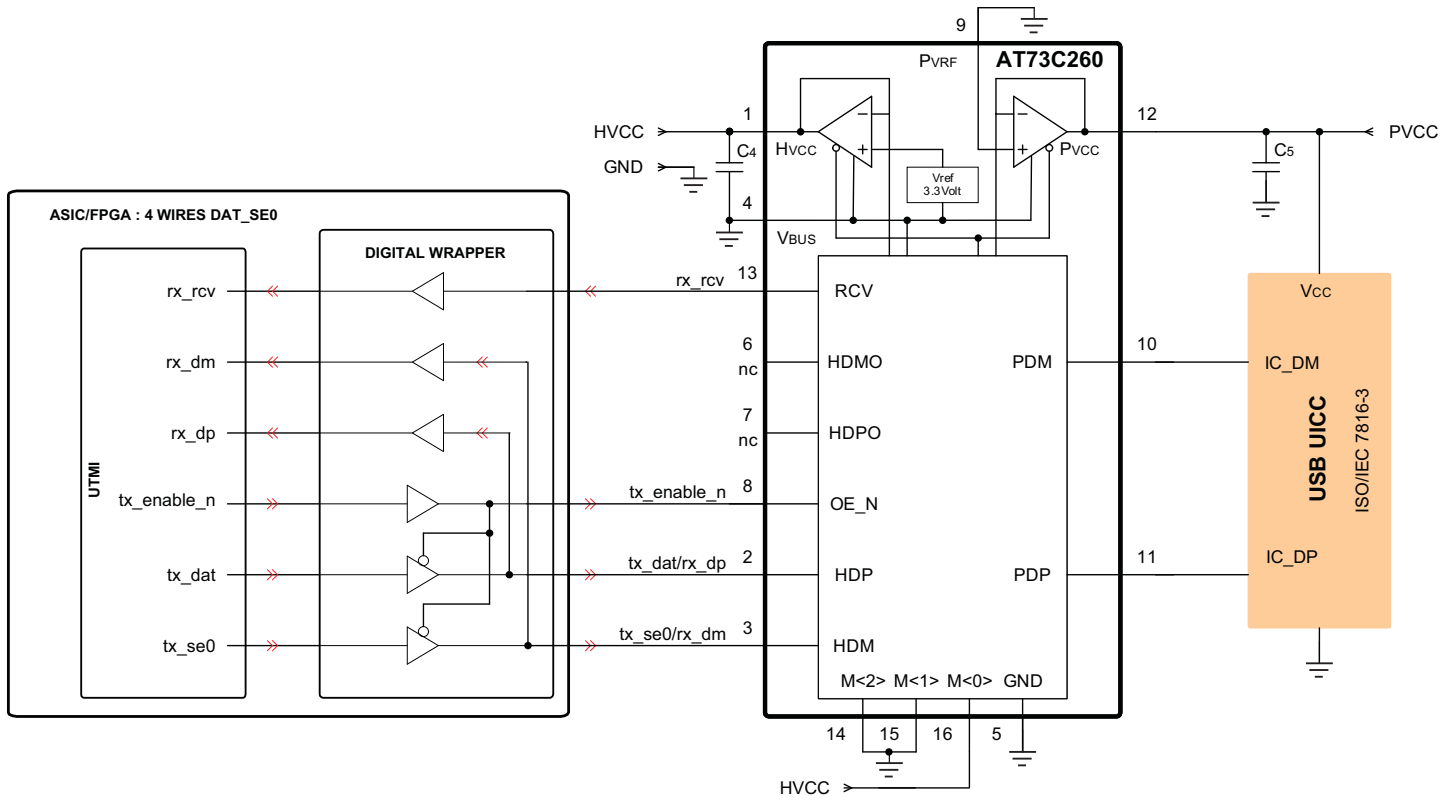 9
PVRF
AT73C260
1
12
HVCC
PVCC
C4
HVCC
PVCC
C5
GND
Vref
3.3Volt
4
VBUS
ASIC/FPGA : 4 WIRES DAT_SE0
DIGITAL WRAPPER
rx_rcv
rx_rcv
13
RCV
VCC
rx_dm
6
nc
HDMO
PDM
10
IC_DM
rx_dp
7
nc
HDPO
UTMI
USB UICC
ISO/IEC 7816-3
tx_enable_n
tx_enable_n
8
OE_N
tx_dat
tx_dat/rx_dp
2
HDP
PDP
11
IC_DP
tx_se0
tx_se0/rx_dm
3
HDM
M<2> M<1> M<0> GND
14 15 16 5
HVCC